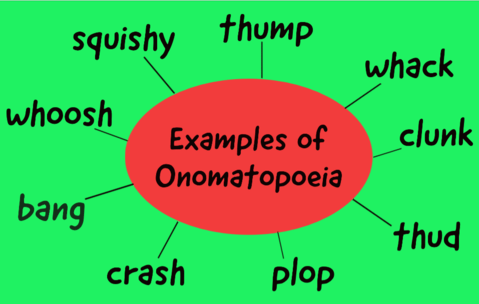 squishy
thump
whack
whoosh
Examples of
Onomatopoeia
clunk
bang
thud
crash
plop